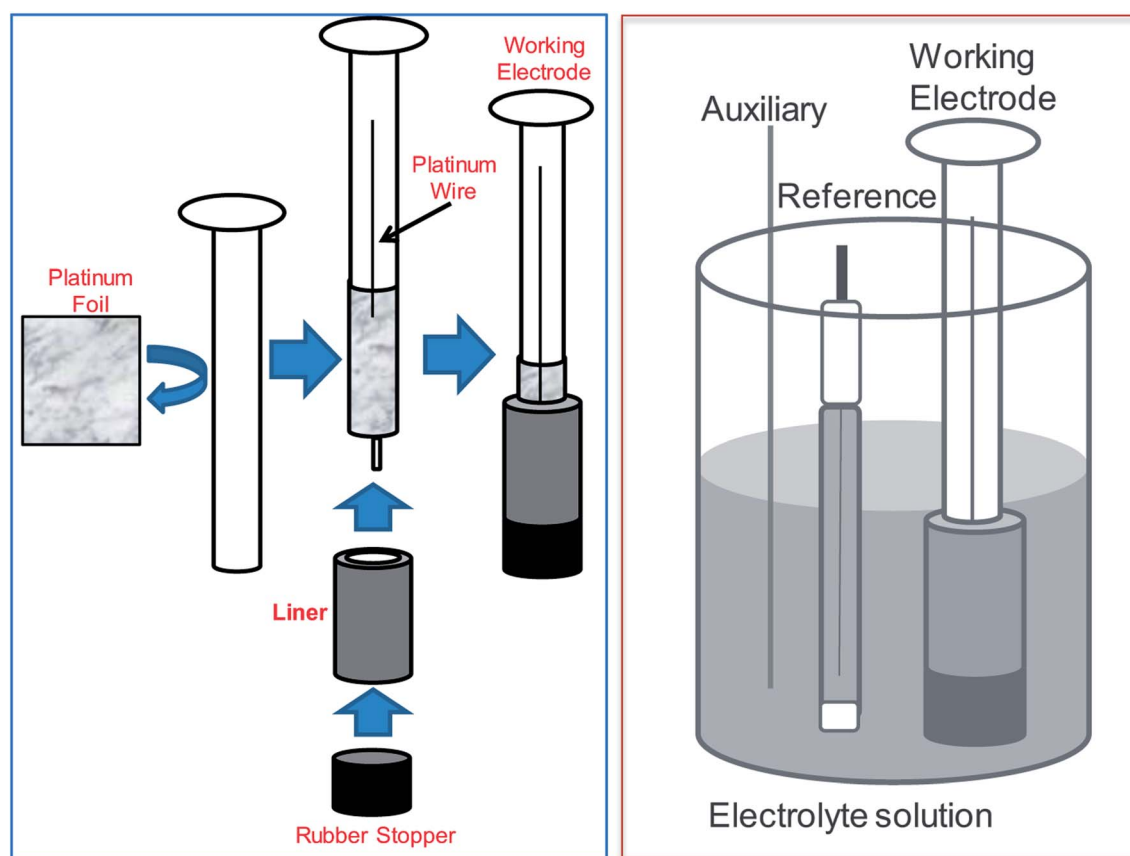 Working
Electrode
Platinum
Wire
Platinum
Foil
Liner
Rubber Stopper
Working
Electrode
Auxiliary
Reference
Electrolyte solution